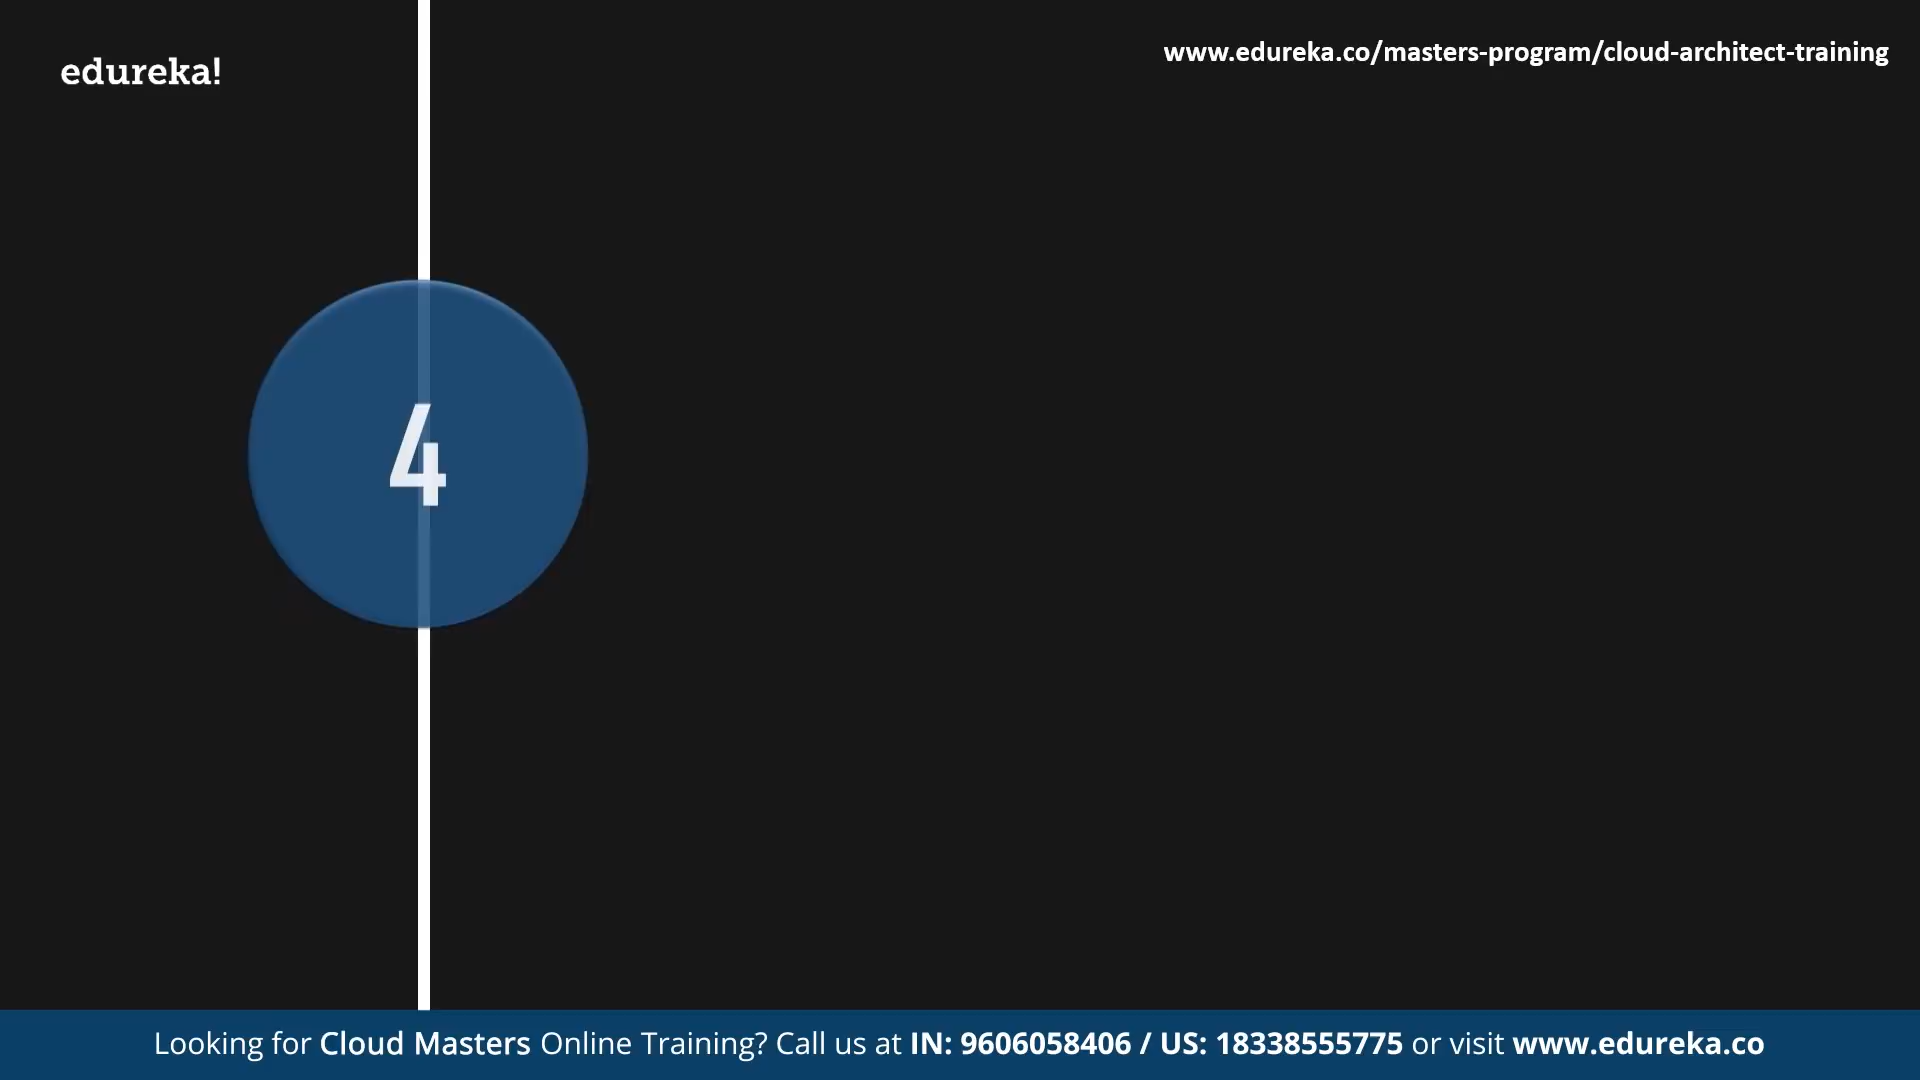 edureka!
www.edureka.co/masters-program/cloud-architect-training
4
Looking for Cloud Masters Online Training? Call us at IN: 9606058406 / US: 18338555775 or visit www.edureka.co